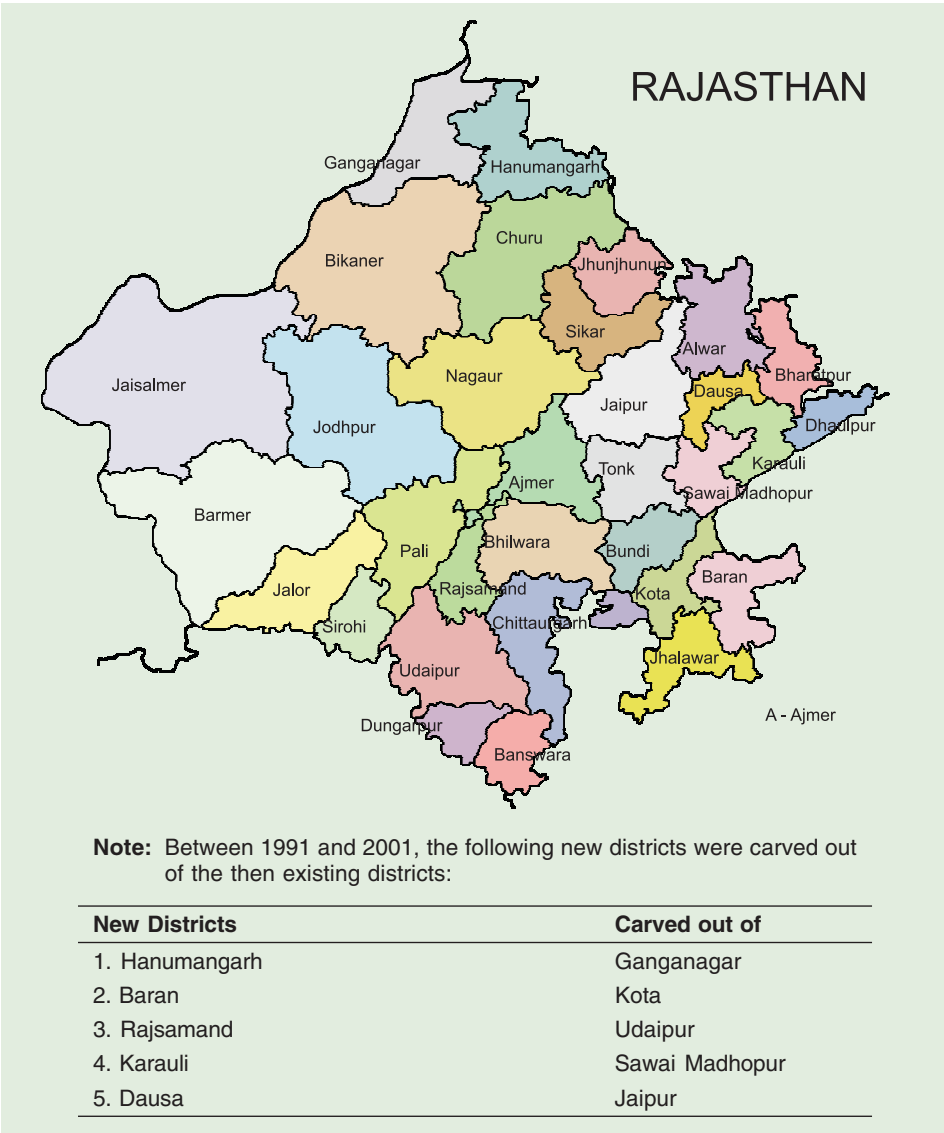 RAJASTHAN
Ganganagar
Hanumangarh
Churu
Bikaner
Jhunjhunun
Sikar
Alwar
Jaisalmer
Nagaur
Bharatpur
Dausa
Jaipur
Jodhpur
Dhaulpur
Karauli
Tonk
Ajmer
Sawai Madhopur
Barmer
Bhilwara
Pali
Bundi
Baran
Jalor
Rajsamand
Kota
Chittaurgarh
Sirohi
Jhalawar
Udaipur
A - Ajmer
Dungarpur
Banswara
Note: Between 1991 and 2001, the following new districts were carved out
of the then existing districts:
New Districts Carved out of
1. Hanumangarh Ganganagar
2. Baran Kota
3. Rajsamand Udaipur
4. Karauli Sawai Madhopur
5. Dausa Jaipur